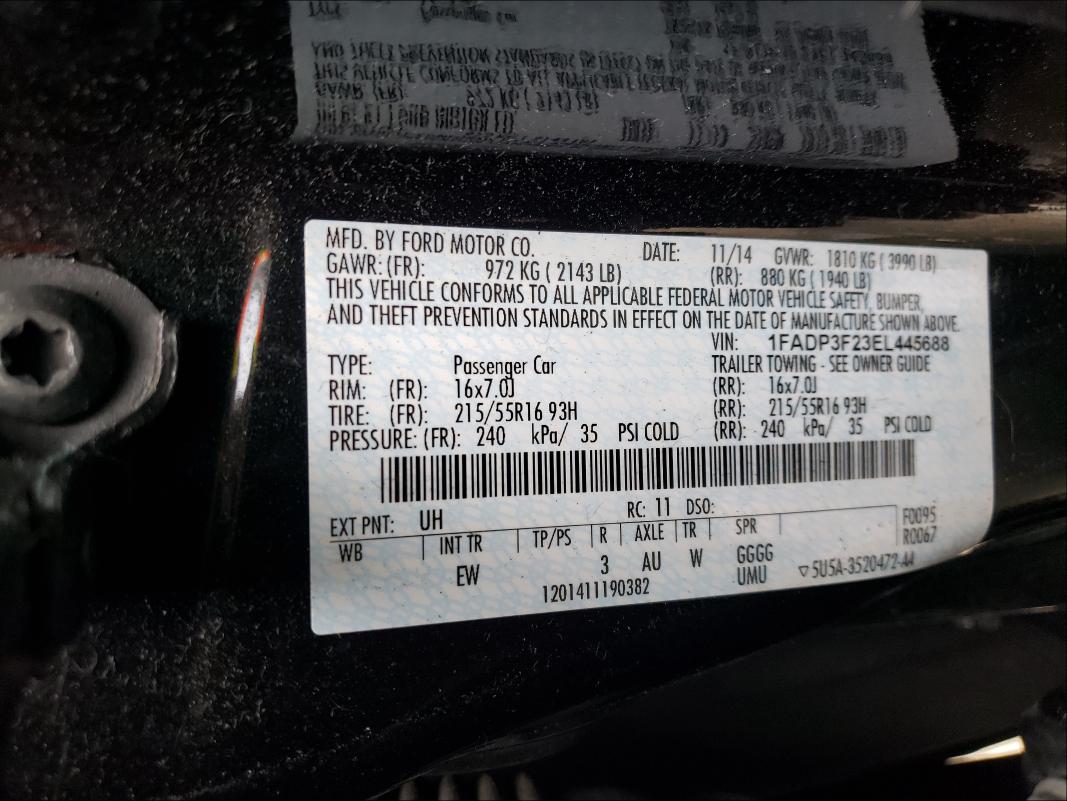 MFD. BY FORD MOTOR CO. DATE: 11/14 GVWR: 1810 KG ( 3990 LB)
GAWR: (FR): 972 KG ( 2143 LB) (RR): 880 KG ( 1940 LB)
THIS VEHICLE CONFORMS TO ALL APPLICABLE FEDERAL MOTOR VEHICLE SAFETY, BUMPER,
AND THEFT PREVENTION STANDARDS IN EFFECT ON THE DATE OF MANUFACTURE SHOWN ABOVE.
VIN: 1FADP3F23EL445688
TYPE: Passenger Car TRAILER TOWING - SEE OWNER GUIDE
RIM: (FR): 16x7.0J (RR): 16x7.0J
TIRE: (FR): 215/55R16 93H (RR): 215/55R16 93H
PRESSURE: (FR): 240 kPa/ 35 PSI COLD (RR): 240 kPa/ 35 PSI COLD
EXT PNT: UH RC: 11 DSO: F0095
WB INT TR TP/PS R AXLE TR SPR R0067
EW 3 AU W GGGG
1201411190382 UMU ▽5U5A-3520472-44